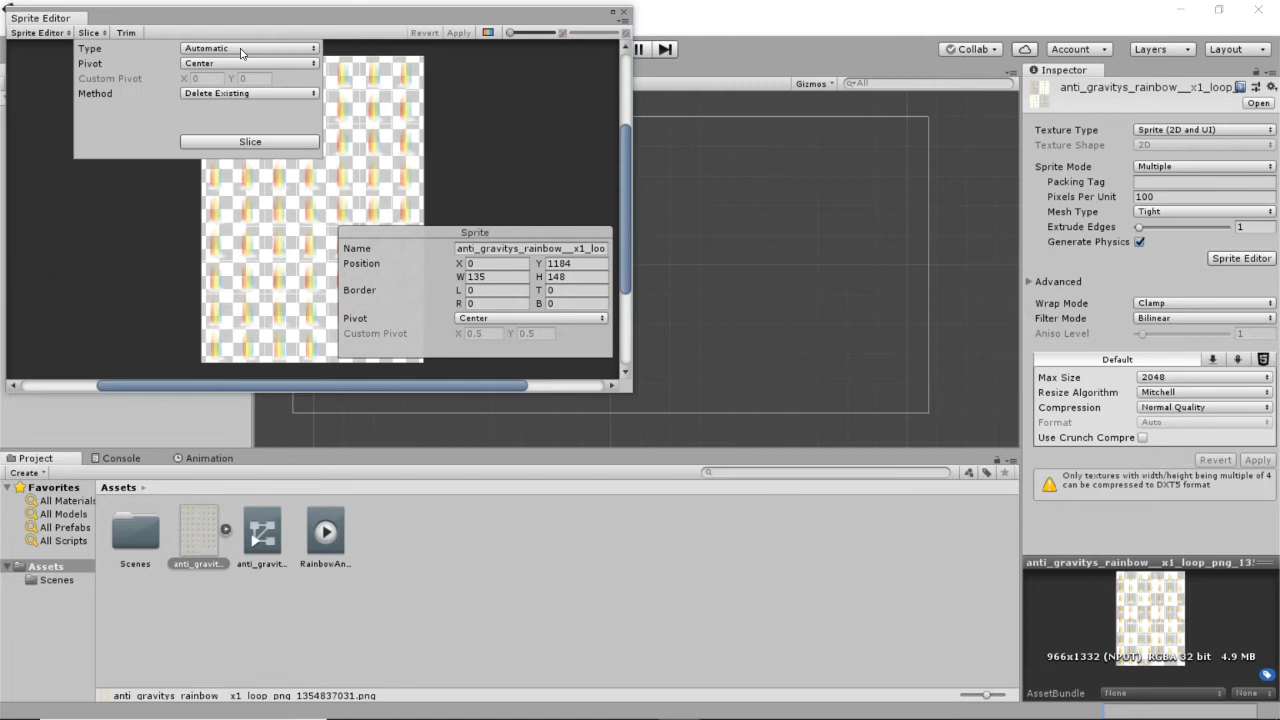 Sprite Editor
Sprite Editor Slice Trim Revert Apply
Type Automatic
Pivot Center
Custom Pivot X 0 Y 0
Method Delete Existing
Slice
Sprite
Name anti_gravitys_rainbow__x1_loo
Position X 0 Y 1184
W 135 H 148
Border L 0 T 0
R 0 B 0
Pivot Center
Custom Pivot X 0.5 Y 0.5
Collab Account Layers Layout
Gizmos All
Inspector
anti_gravitys_rainbow__x1_loop
Open
Texture Type Sprite (2D and UI)
Texture Shape 2D
Sprite Mode Multiple
Packing Tag
Pixels Per Unit 100
Mesh Type Tight
Extrude Edges 1
Generate Physics
Sprite Editor
Advanced
Wrap Mode Clamp
Filter Mode Bilinear
Aniso Level 1
Default
Max Size 2048
Resize Algorithm Mitchell
Compression Normal Quality
Format Auto
Use Crunch Compre
Revert Apply
Only textures with width/height being multiple of 4
can be compressed to DXT5 format
Project Console Animation
Create
Favorites
All Materials
All Models
All Prefabs
All Scripts
Assets
Scenes
Assets
Scenes anti_gravit... anti_gravit... RainbowAn...
anti_gravitys_rainbow__x1_loop_png_1354837031.png
anti_gravitys_rainbow__x1_loop_png_13!
966x1332 (NPOT) RGBA 32 bit 4.9 MB
AssetBundle None None